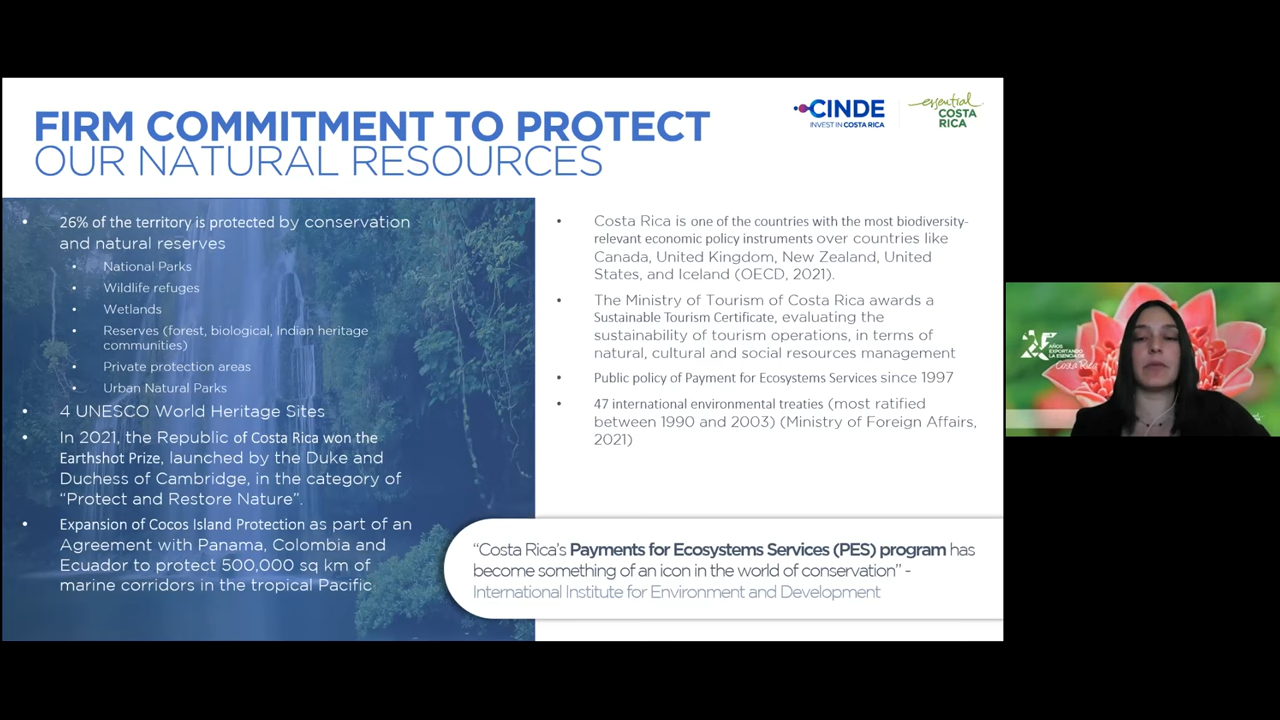 FIRM COMMITMENT TO PROTECT
OUR NATURAL RESOURCES
CINDE
INVEST IN COSTA RICA
essential
COSTA
RICA
• 26% of the territory is protected by conservation
and natural reserves
• National Parks
• Wildlife refuges
• Wetlands
• Reserves (forest, biological, Indian heritage
communities)
• Private protection areas
• Urban Natural Parks
• 4 UNESCO World Heritage Sites
• In 2021, the Republic of Costa Rica won the
Earthshot Prize, launched by the Duke and
Duchess of Cambridge, in the category of
“Protect and Restore Nature”.
• Expansion of Cocos Island Protection as part of an
Agreement with Panama, Colombia and
Ecuador to protect 500,000 sq km of
marine corridors in the tropical Pacific
• Costa Rica is one of the countries with the most biodiversity-
relevant economic policy instruments over countries like
Canada, United Kingdom, New Zealand, United
States, and Iceland (OECD, 2021).
• The Ministry of Tourism of Costa Rica awards a
Sustainable Tourism Certificate, evaluating the
sustainability of tourism operations, in terms of
natural, cultural and social resources management
• Public policy of Payment for Ecosystems Services since 1997
• 47 international environmental treaties (most ratified
between 1990 and 2003) (Ministry of Foreign Affairs,
2021)
“Costa Rica’s Payments for Ecosystems Services (PES) program has
become something of an icon in the world of conservation” -
International Institute for Environment and Development
25 AÑOS
EXPORTANDO
LA ESENCIA DE
Costa Rica